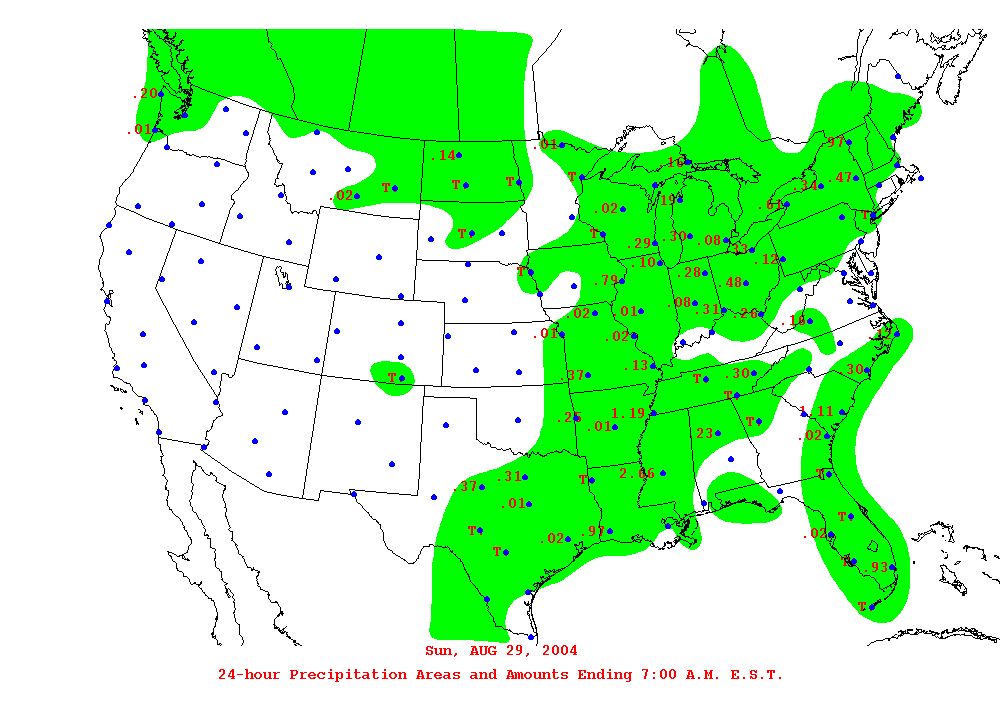 .20
.01
.01
.97
.14
.16
T
T
T
T
.34
.47
.02
.19
.61
.02
T
T
T
.29
.30
.08
.33
.10
.12
T
.28
.79
.48
.08
.31
.26
.02
.01
.16
.01
.02
.12
.13
.30
.37
T
T
.30
T
1.19
1.11
.25
.01
T
.23
.02
2.66
.31
T
T
.37
.01
T
T
.97
.02
.02
T
.93
T
Sun, AUG 29, 2004
24-hour Precipitation Areas and Amounts Ending 7:00 A.M. E.S.T.